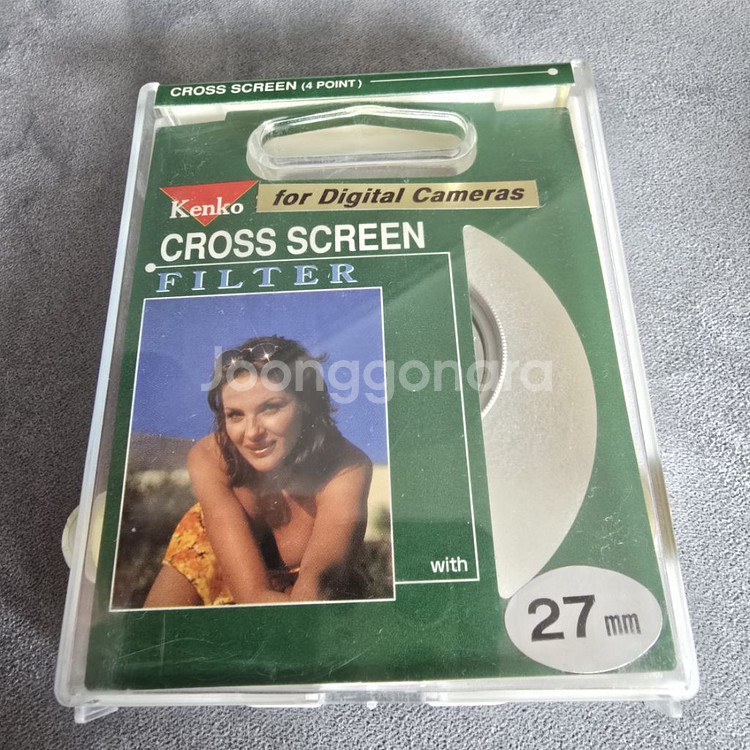 CROSS SCREEN (4 POINT)
Kenko
for Digital Cameras
CROSS SCREEN
FILTER
Joonggonara
with
27 mm